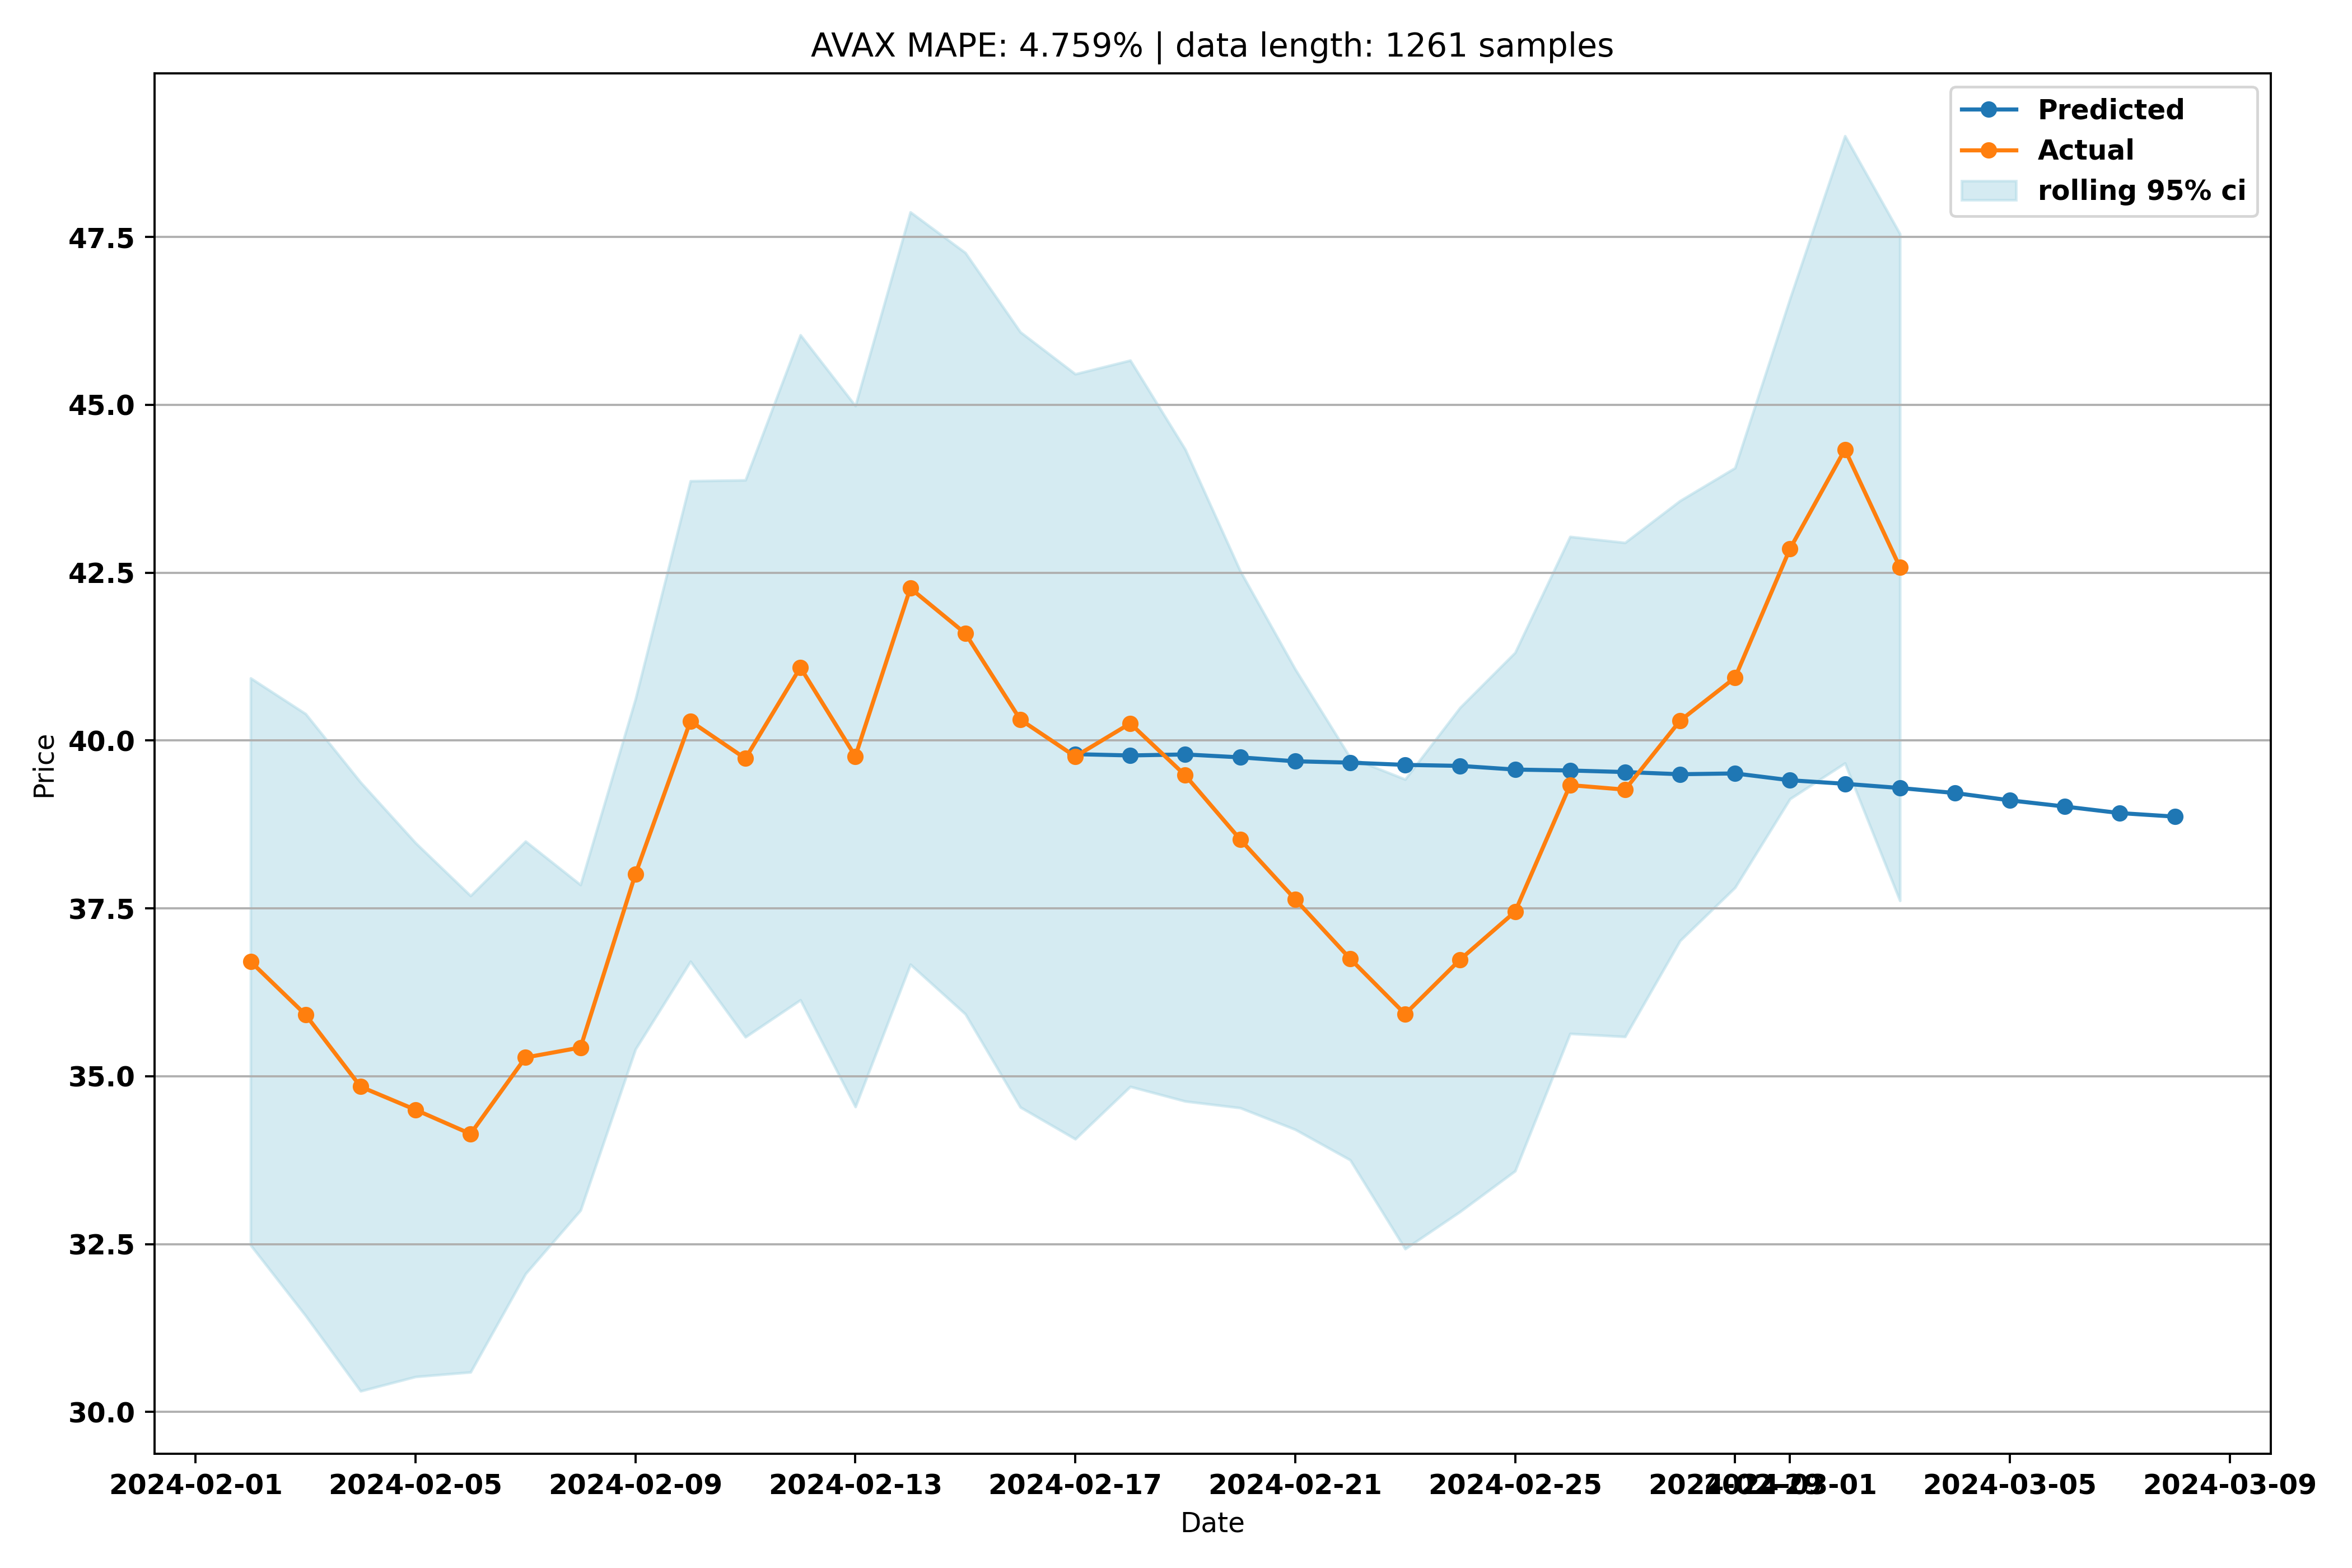 AVAX MAPE: 4.759% | data length: 1261 samples
Predicted
Actual
rolling 95% ci
Price
47.5
45.0
42.5
40.0
37.5
35.0
32.5
30.0
2024-02-01 2024-02-05 2024-02-09 2024-02-13 2024-02-17 2024-02-21 2024-02-25 2024-02-29 2024-03-01 2024-03-05 2024-03-09
Date